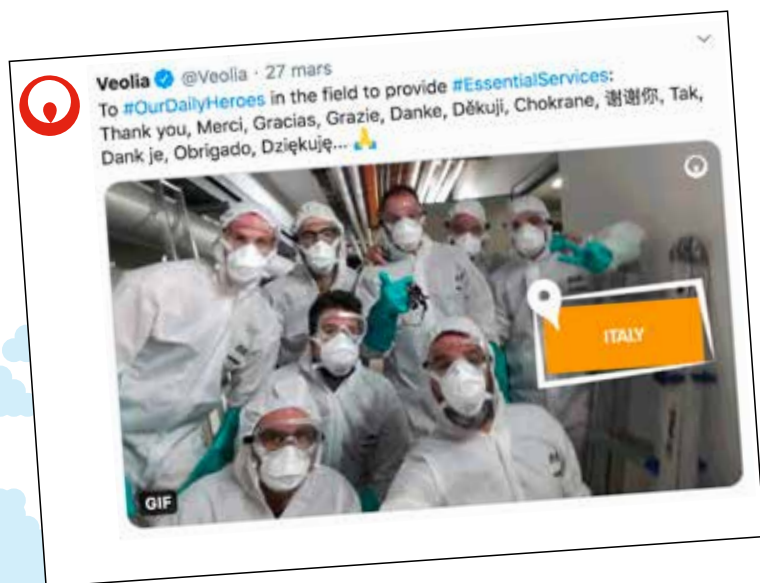 Veolia @Veolia · 27 mars
To #OurDailyHeroes in the field to provide #EssentialServices:
Thank you, Merci, Gracias, Grazie, Danke, Děkuji, Chokrane, 谢谢你, Tak,
Dank je, Obrigado, Dziękuję... 🙏
ITALY
GIF